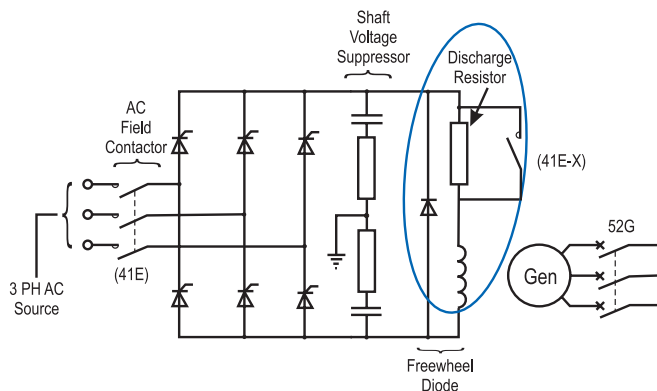 Shaft
Voltage
Suppressor
Discharge
Resistor
AC
Field
Contactor
(41E-X)
52G
(41E)
3 PH AC
Source
Gen
Freewheel
Diode